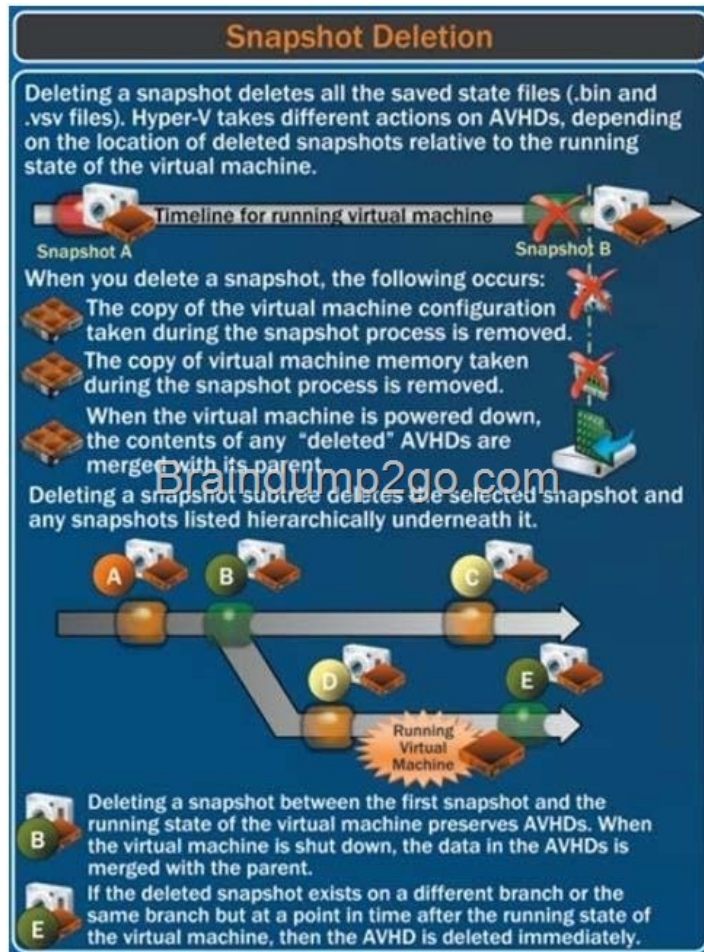 Snapshot Deletion
Deleting a snapshot deletes all the saved state files (.bin and
.vsv files). Hyper-V takes different actions on AVHDs, depending
on the location of deleted snapshots relative to the running
state of the virtual machine.
Timeline for running virtual machine
Snapshot A
Snapshot B
When you delete a snapshot, the following occurs:
The copy of the virtual machine configuration
taken during the snapshot process is removed.
The copy of virtual machine memory taken
during the snapshot process is removed.
When the virtual machine is powered down,
the contents of any "deleted" AVHDs are
merged with its parent
Braindump2go.com
Deleting a snapshot subtree deletes the selected snapshot and
any snapshots listed hierarchically underneath it.
A
B
C
D
E
Running
Virtual
Machine
B
Deleting a snapshot between the first snapshot and the
running state of the virtual machine preserves AVHDs. When
the virtual machine is shut down, the data in the AVHDs is
merged with the parent.
E
If the deleted snapshot exists on a different branch or the
same branch but at a point in time after the running state of
the virtual machine, then the AVHD is deleted immediately.